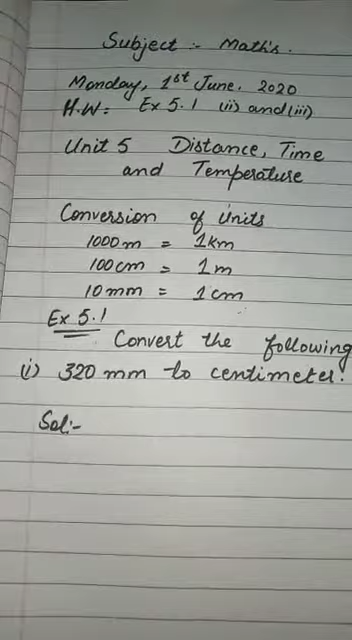 Subject :- Math's.
Monday, 1st June. 2020
H.W: Ex 5.1 (ii) and (iii)
Unit 5 Distance, Time
and Temperature
Conversion of Units
1000 m = 1 km
100 cm = 1 m
10 mm = 1 cm
Ex 5.1
Convert the following
(i) 320 mm to centimeter.
Sol:-